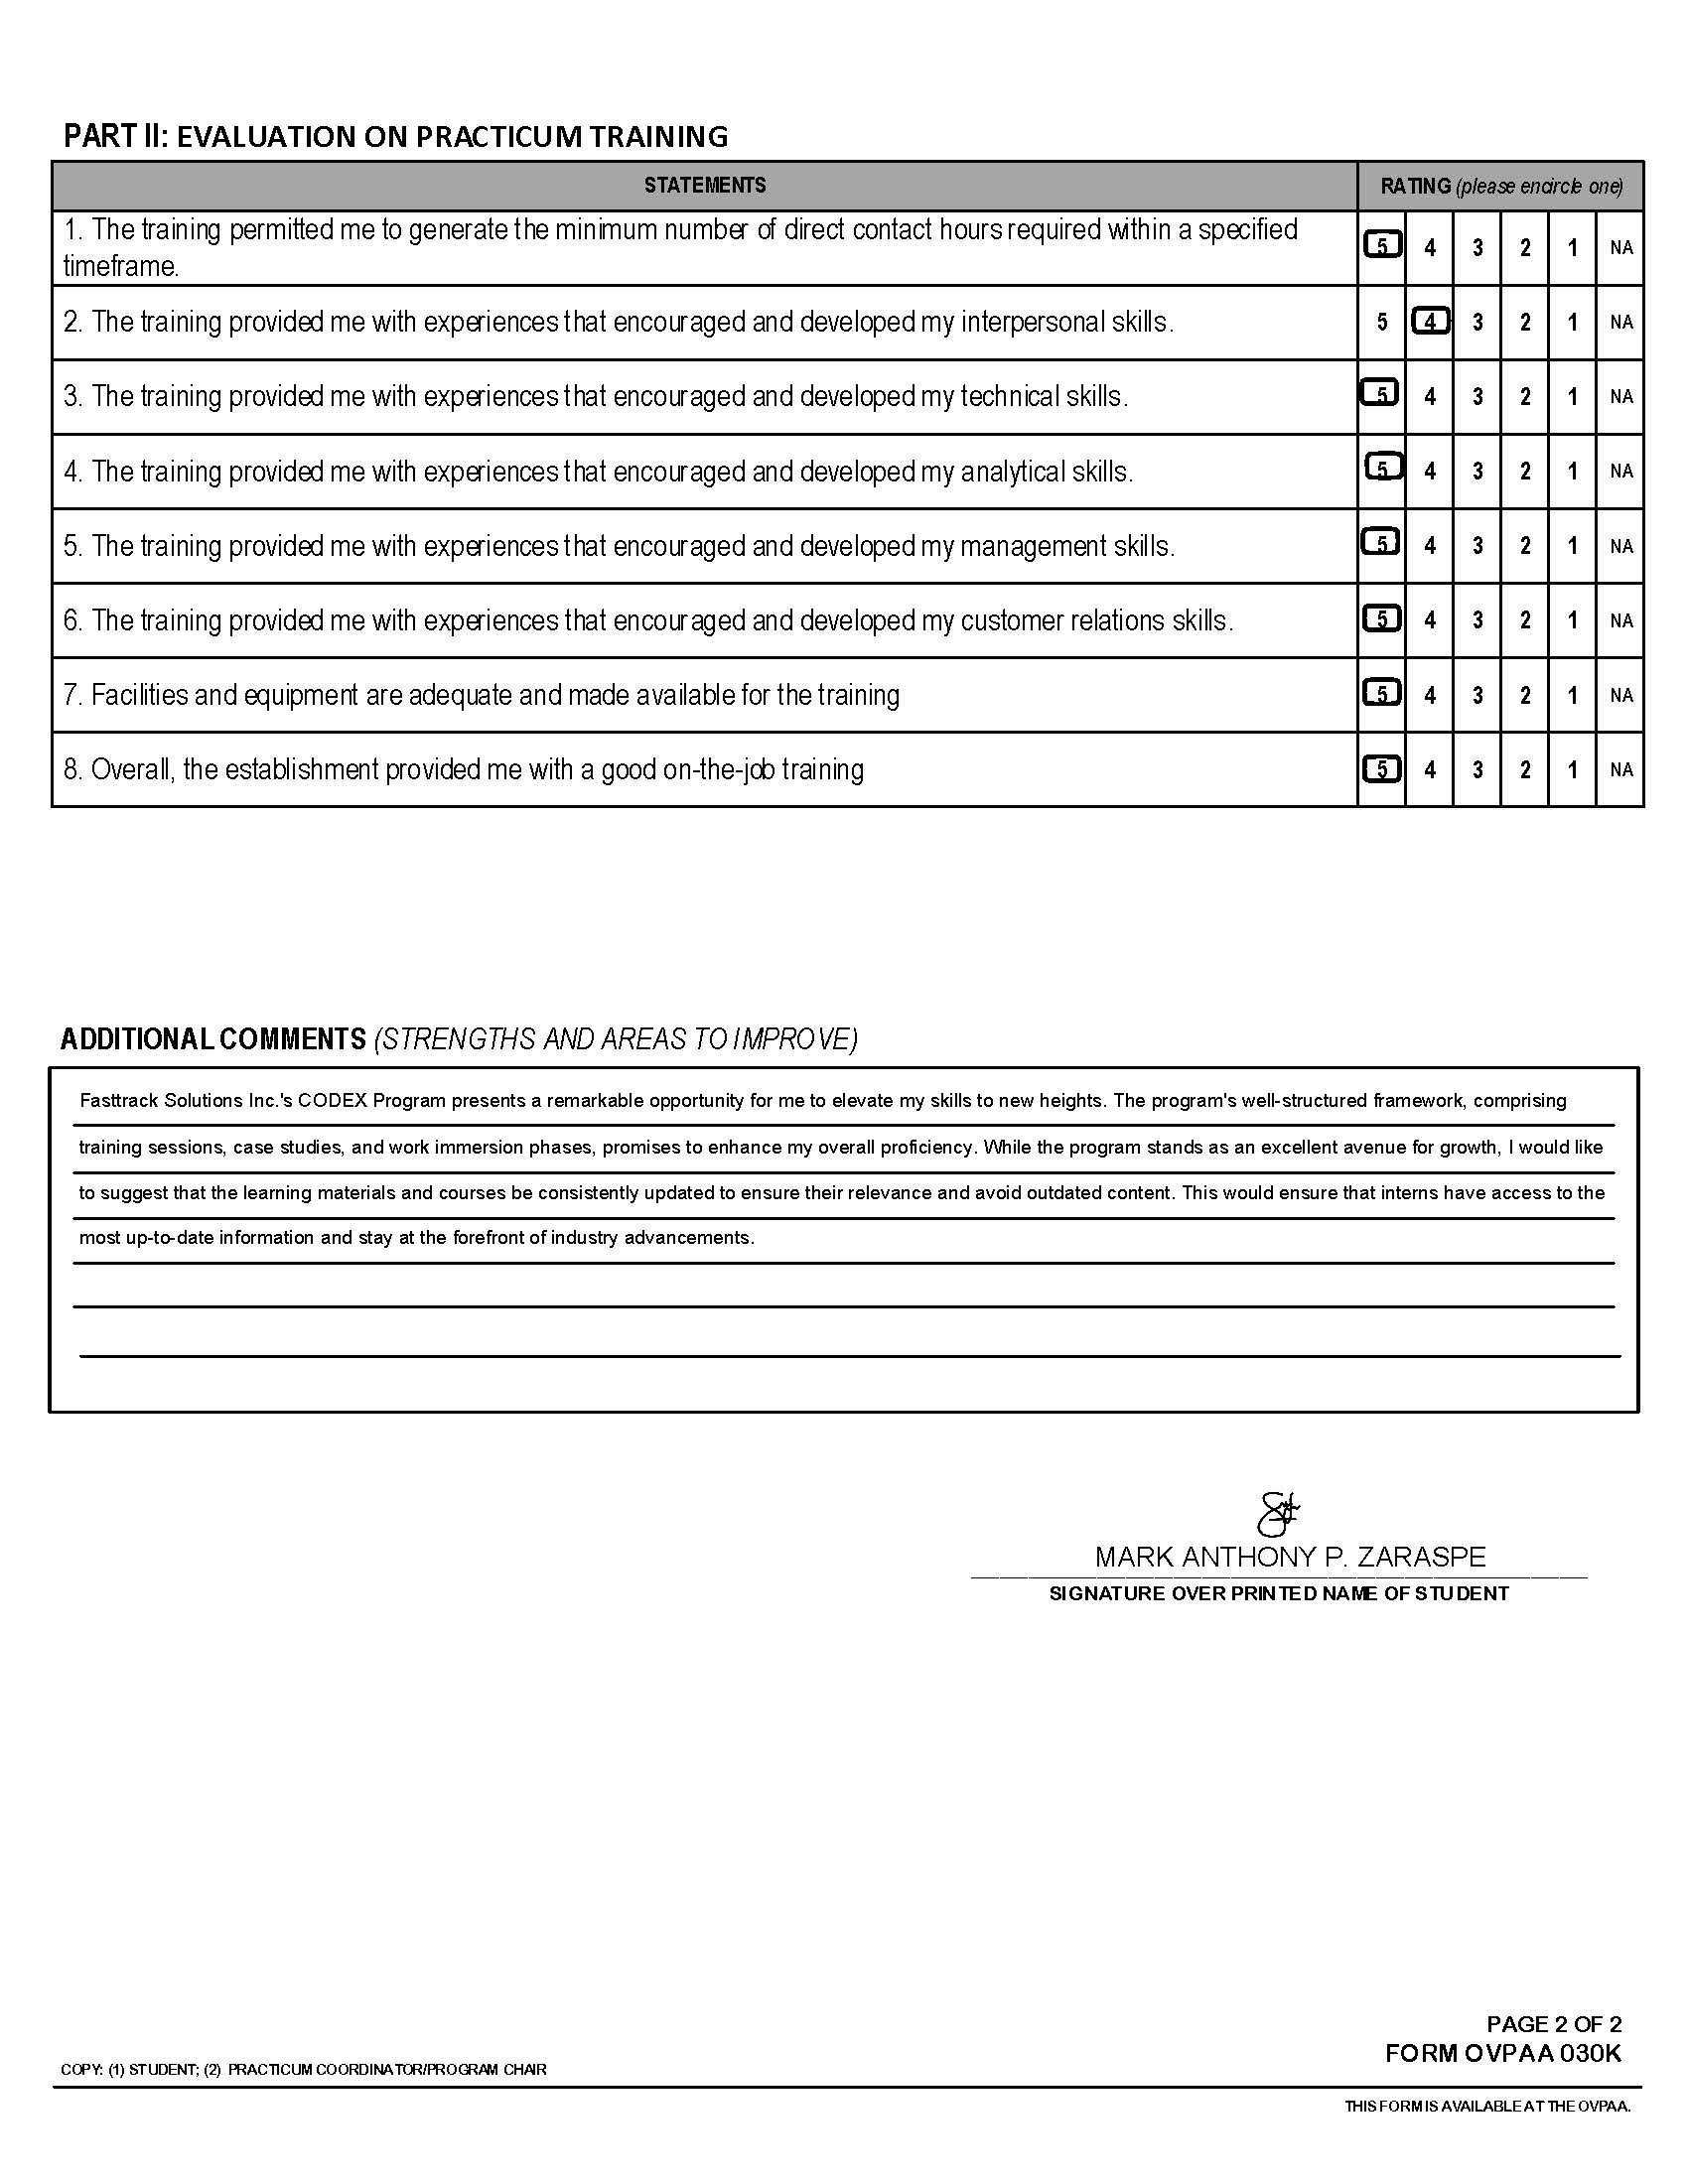 PART II: EVALUATION ON PRACTICUM TRAINING
STATEMENTS RATING (please encircle one)
1. The training permitted me to generate the minimum number of direct contact hours required within a specified
timeframe.
5 4 3 2 1 NA
2. The training provided me with experiences that encouraged and developed my interpersonal skills. 5 4 3 2 1 NA
3. The training provided me with experiences that encouraged and developed my technical skills. 5 4 3 2 1 NA
4. The training provided me with experiences that encouraged and developed my analytical skills. 5 4 3 2 1 NA
5. The training provided me with experiences that encouraged and developed my management skills. 5 4 3 2 1 NA
6. The training provided me with experiences that encouraged and developed my customer relations skills. 5 4 3 2 1 NA
7. Facilities and equipment are adequate and made available for the training 5 4 3 2 1 NA
8. Overall, the establishment provided me with a good on-the-job training 5 4 3 2 1 NA
ADDITIONAL COMMENTS (STRENGTHS AND AREAS TO IMPROVE)
Fasttrack Solutions Inc.'s CODEX Program presents a remarkable opportunity for me to elevate my skills to new heights. The program's well-structured framework, comprising
training sessions, case studies, and work immersion phases, promises to enhance my overall proficiency. While the program stands as an excellent avenue for growth, I would like
to suggest that the learning materials and courses be consistently updated to ensure their relevance and avoid outdated content. This would ensure that interns have access to the
most up-to-date information and stay at the forefront of industry advancements.
MARK ANTHONY P. ZARASPE
SIGNATURE OVER PRINTED NAME OF STUDENT
PAGE 2 OF 2
FORM OVPAA 030K
COPY: (1) STUDENT; (2) PRACTICUM COORDINATOR/PROGRAM CHAIR
THIS FORM IS AVAILABLE AT THE OVPAA.